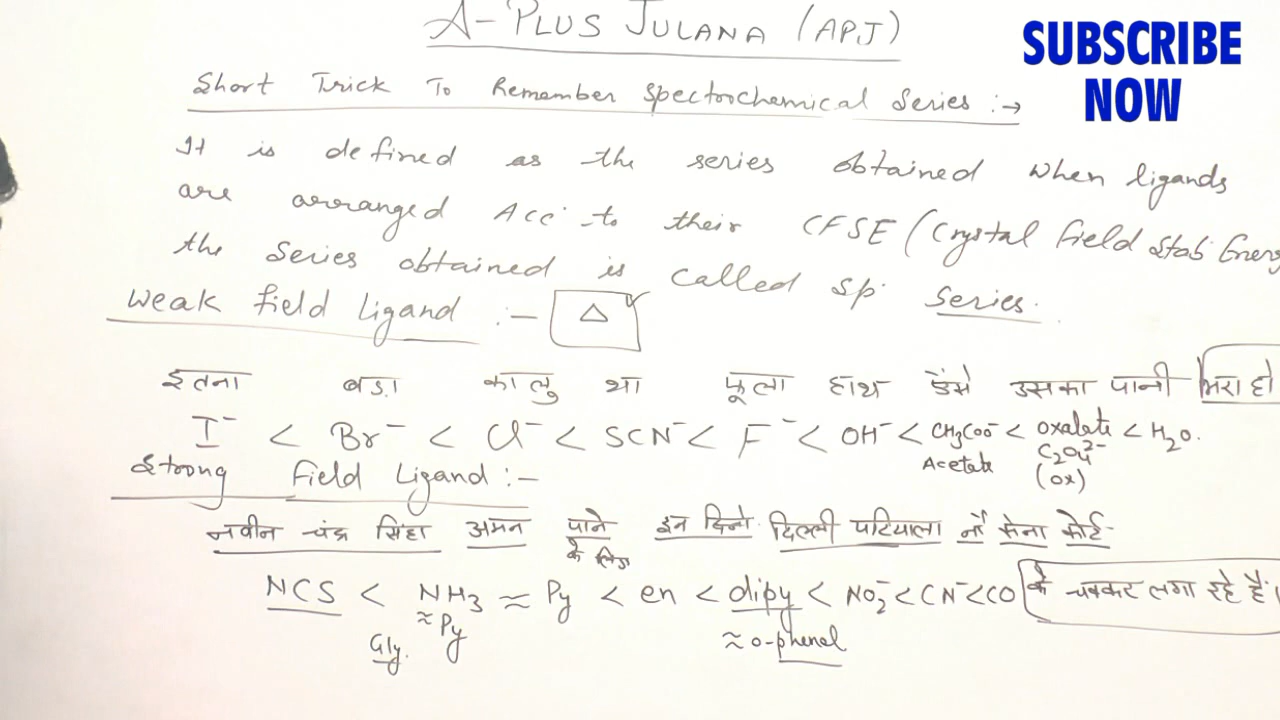 A-PLUS JULANA (APJ)
SUBSCRIBE
NOW
Short Trick To Remember Spectrochemical Series :→
It is defined as the series obtained when ligands
are arranged Acc. to their CFSE (Crystal field Stab. Energ
the series obtained is called sp. series.
Weak field Ligand :- Δ
इतना बड़ा कालु था फूला हाथ जैसे उसका पानी भरा हो
I⁻ < Br⁻ < Cl⁻ < SCN⁻ < F⁻ < OH⁻ < CH₃COO⁻ < oxalate < H₂O.
Acetate C₂O₄²⁻
(ox)
Strong field Ligand :-
नवीन चंद्र सिंहा अमन पाने इन दिनो दिल्ली पटियाला नौ सेना कोर्ट
के लिए
NCS < NH₃ ≈ Py < en < dipy < NO₂⁻ < CN⁻ < CO के चक्कर लगा रहे हैं।
≈ Py ≈ o-phenal
Gly.